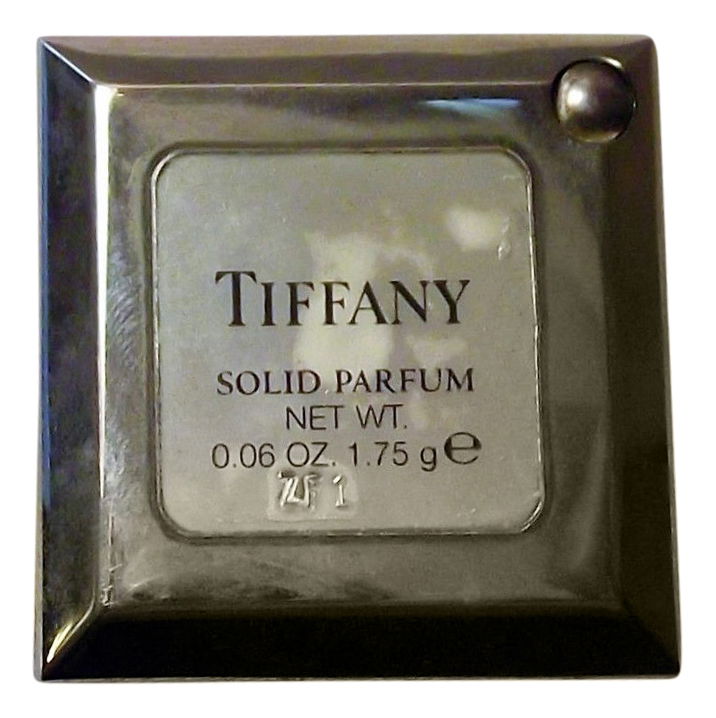 TIFFANY
SOLID PARFUM
NET WT.
0.06 OZ. 1.75 g ℮